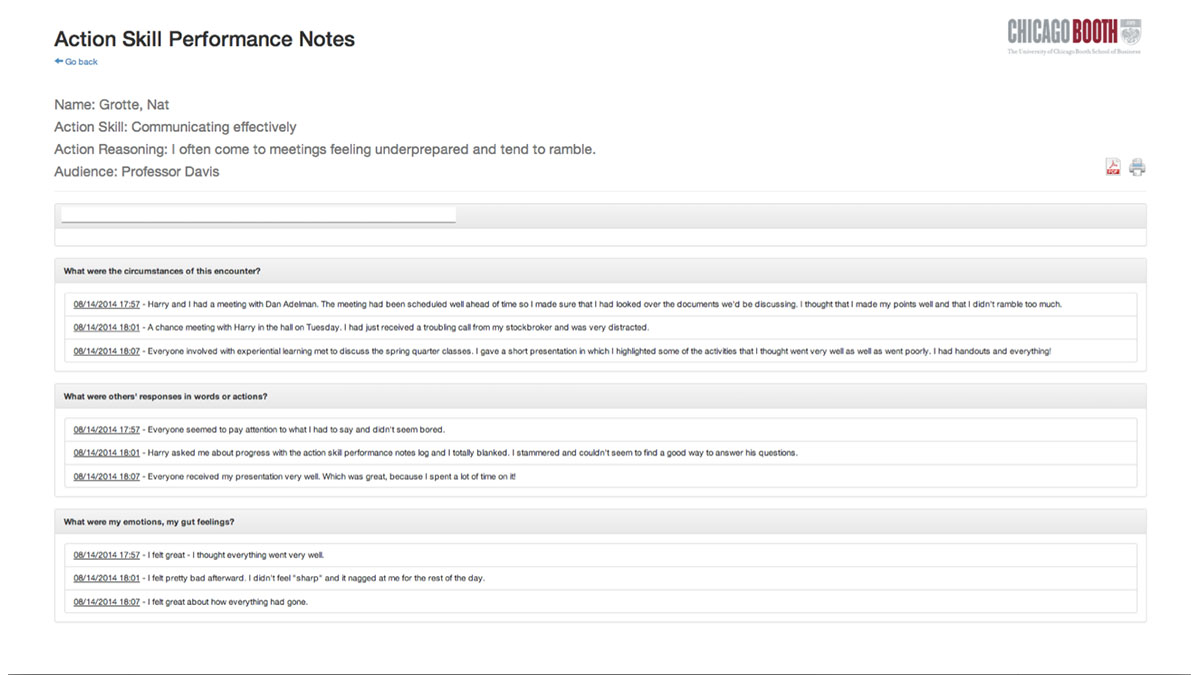 Action Skill Performance Notes
CHICAGO BOOTH
The University of Chicago Booth School of Business
Go back
Name: Grotte, Nat
Action Skill: Communicating effectively
Action Reasoning: I often come to meetings feeling underprepared and tend to ramble.
Audience: Professor Davis
PDF
What were the circumstances of this encounter?
08/14/2014 17:57 - Harry and I had a meeting with Dan Adelman. The meeting had been scheduled well ahead of time so I made sure that I had looked over the documents we'd be discussing. I thought that I made my points well and that I didn't ramble too much.
08/14/2014 18:01 - A chance meeting with Harry in the hall on Tuesday. I had just received a troubling call from my stockbroker and was very distracted.
08/14/2014 18:07 - Everyone involved with experiential learning met to discuss the spring quarter classes. I gave a short presentation in which I highlighted some of the activities that I thought went very well as well as went poorly. I had handouts and everything!
What were others' responses in words or actions?
08/14/2014 17:57 - Everyone seemed to pay attention to what I had to say and didn't seem bored.
08/14/2014 18:01 - Harry asked me about progress with the action skill performance notes log and I totally blanked. I stammered and couldn't seem to find a good way to answer his questions.
08/14/2014 18:07 - Everyone received my presentation very well. Which was great, because I spent a lot of time on it!
What were my emotions, my gut feelings?
08/14/2014 17:57 - I felt great - I thought everything went very well.
08/14/2014 18:01 - I felt pretty bad afterward. I didn't feel "sharp" and it nagged at me for the rest of the day.
08/14/2014 18:07 - I felt great about how everything had gone.